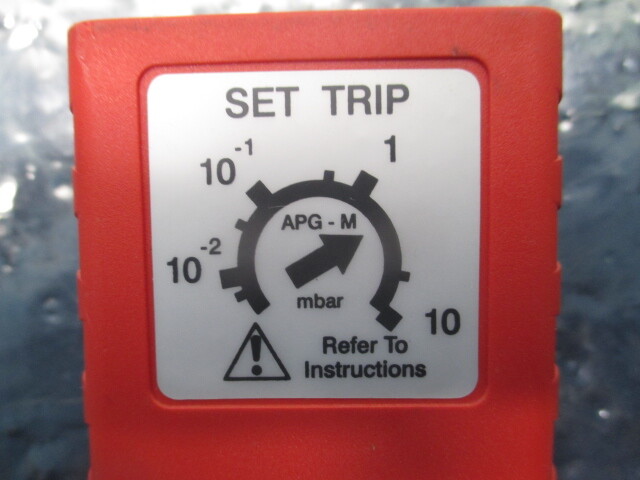 SET TRIP
10⁻¹
1
APG - M
10⁻²
mbar
10
Refer To
Instructions